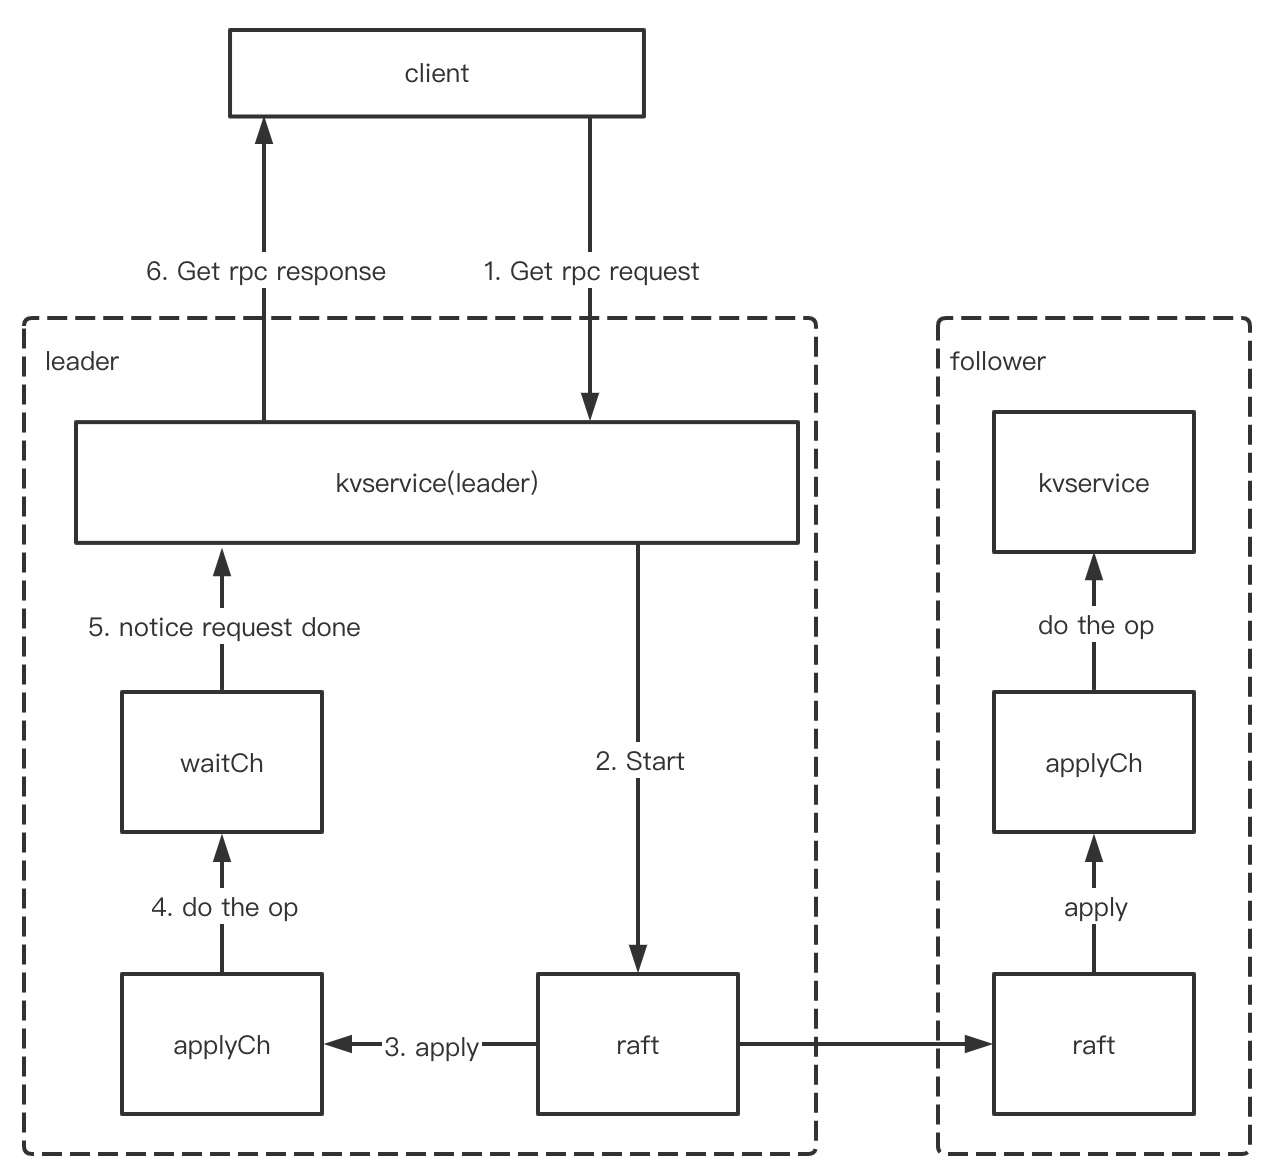 client
6. Get rpc response
1. Get rpc request
leader
kvservice(leader)
5. notice request done
waitCh
2. Start
4. do the op
applyCh
3. apply
raft
follower
kvservice
do the op
applyCh
apply
raft